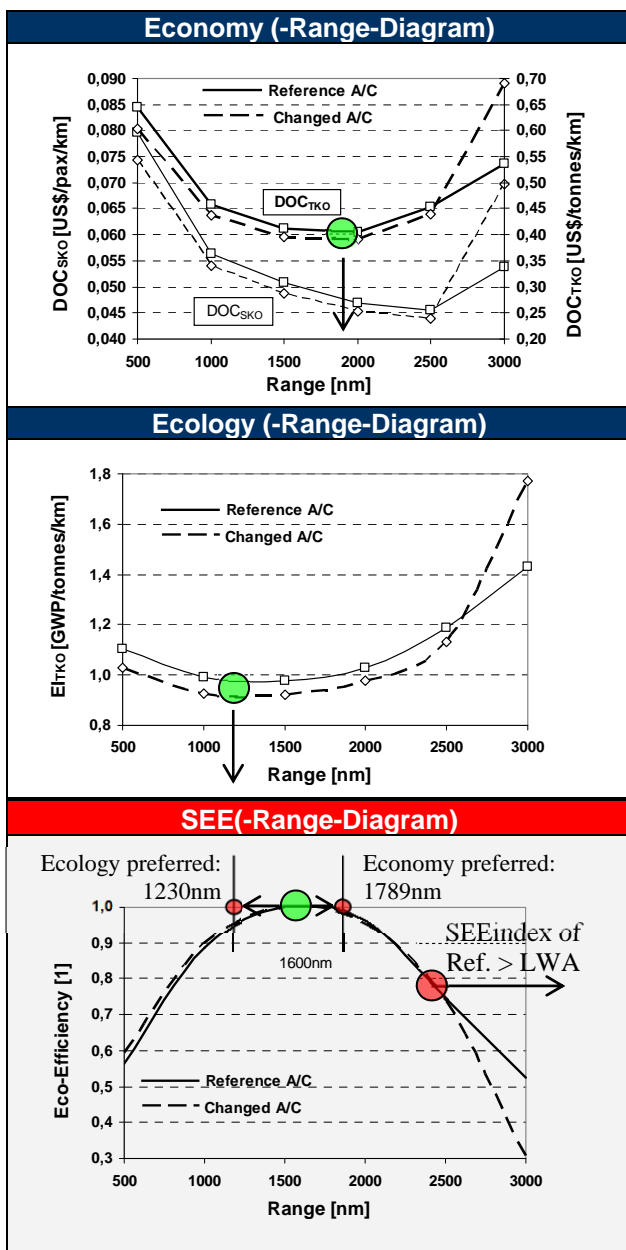 Economy (-Range-Diagram)
0,090
0,085
0,080
0,075
0,070
0,065
0,060
0,055
0,050
0,045
0,040
DOCSKO [US$/pax/km]
Reference A/C
Changed A/C
DOCTKO
DOCSKO
0,70
0,65
0,60
0,55
0,50
0,45
0,40
0,35
0,30
0,25
0,20
DOCTKO [US$/tonnes/km]
500 1000 1500 2000 2500 3000
Range [nm]
Ecology (-Range-Diagram)
1,8
1,6
1,4
1,2
1,0
0,8
EITKO [GWP/tonnes/km]
Reference A/C
Changed A/C
500 1000 1500 2000 2500 3000
Range [nm]
SEE(-Range-Diagram)
Ecology preferred:
1230nm
Economy preferred:
1789nm
1,0
0,9
0,8
0,7
0,6
0,5
0,4
0,3
Eco-Efficiency [1]
1600nm
SEEindex of
Ref. > LWA
Reference A/C
Changed A/C
500 1000 1500 2000 2500 3000
Range [nm]